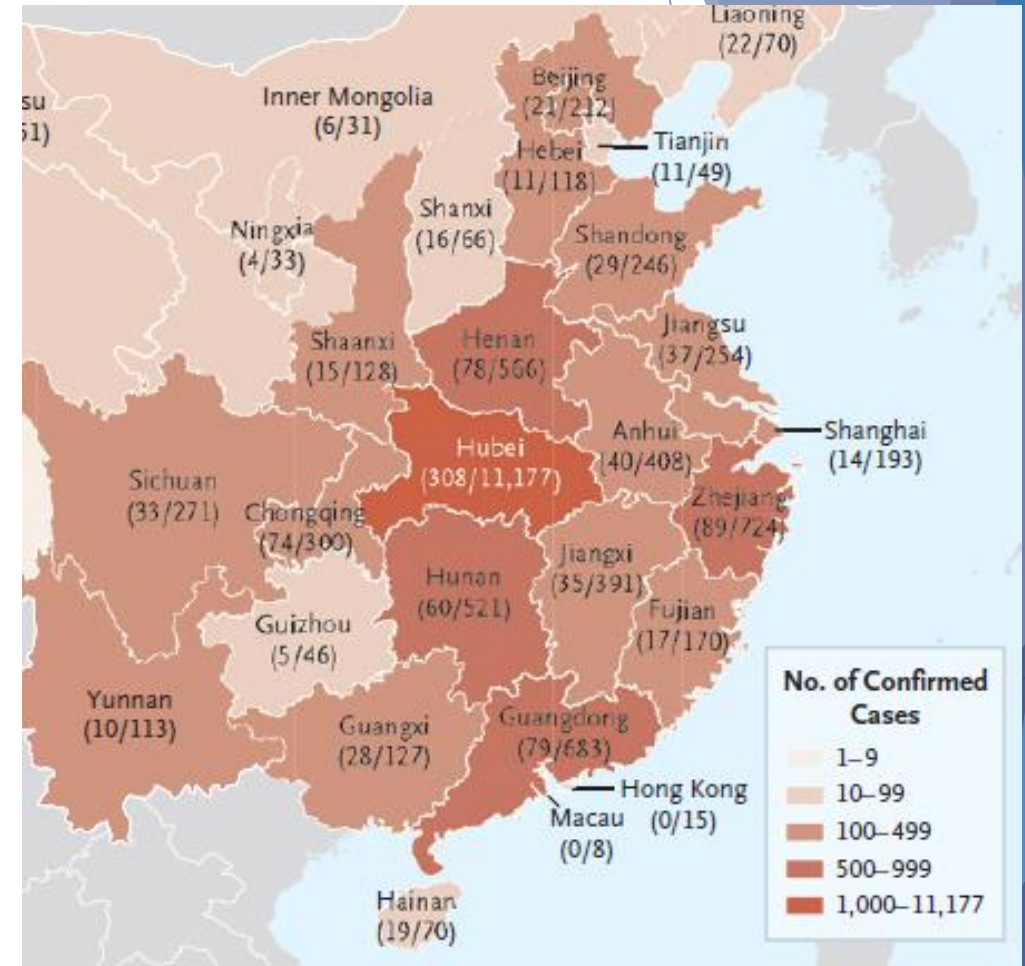 Liaoning
(22/70)
Beijing
(21/212)
Inner Mongolia
(6/31)
su
51)
Hebei
(11/118)
Tianjin
(11/49)
Shanxi
(16/66)
Ningxia
(4/33)
Shandong
(29/246)
Jiangsu
(37/254)
Shaanxi
(15/128)
Henan
(78/566)
Anhui
(40/408)
Shanghai
(14/193)
Hubei
(308/11,177)
Sichuan
(33/271)
Chongqing
(74/300)
Zhejiang
(89/724)
Jiangxi
(35/391)
Hunan
(60/521)
Fujian
(17/170)
Guizhou
(5/46)
Yunnan
(10/113)
Guangxi
(28/127)
Guangdong
(79/683)
Hong Kong
(0/15)
Macau
(0/8)
Hainan
(19/70)
No. of Confirmed
Cases
1–9
10–99
100–499
500–999
1,000–11,177